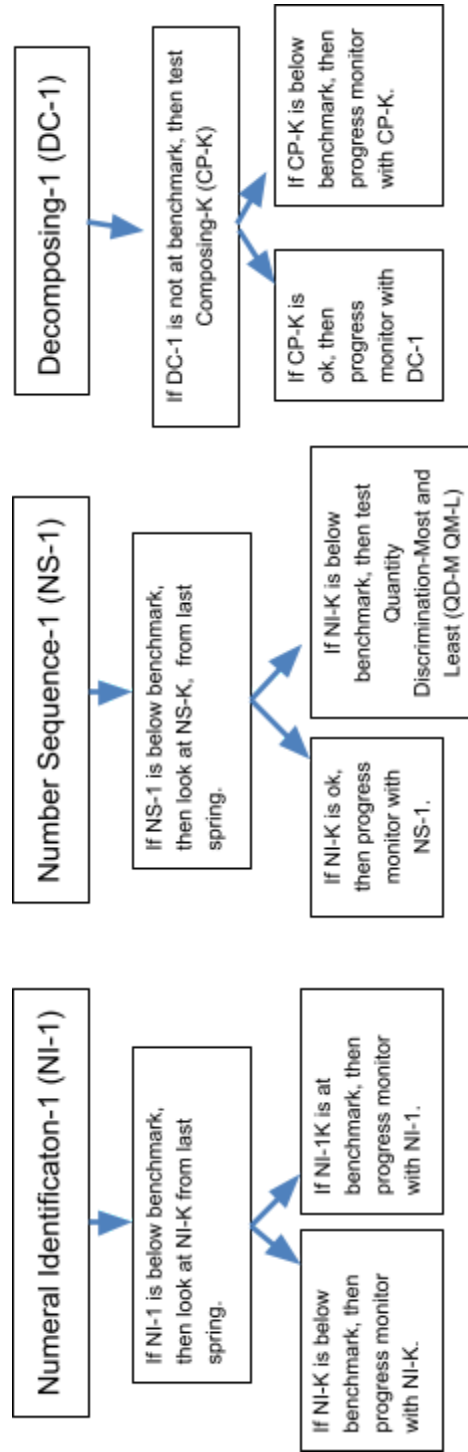 Numeral Identificaton-1 (NI-1)
If NI-1 is below benchmark,
then look at NI-K from last
spring.
If NI-K is below
benchmark, then
progress monitor
with NI-K.
If NI-1K is at
benchmark, then
progress monitor
with NI-1.
Number Sequence-1 (NS-1)
If NS-1 is below benchmark,
then look at NS-K, from last
spring.
If NI-K is ok,
then progress
monitor with
NS-1.
If NI-K is below
benchmark, then test
Quantity
Discrimination-Most and
Least (QD-M QM-L)
Decomposing-1 (DC-1)
If DC-1 is not at benchmark, then test
Composing-K (CP-K)
If CP-K is
ok, then
progress
monitor with
DC-1
If CP-K is below
benchmark, then
progress monitor
with CP-K.